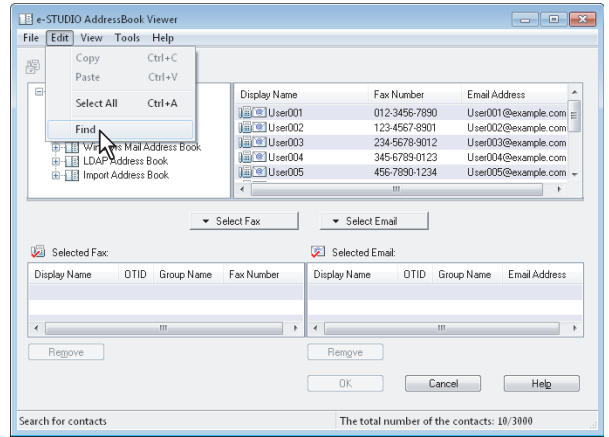 e-STUDIO AddressBook Viewer
File Edit View Tools Help
Copy Ctrl+C
Paste Ctrl+V
Select All Ctrl+A
Find
Mail Address Book
LDAP Address Book
Import Address Book
Display Name Fax Number Email Address
User001 012-3456-7890 User001@example.com
User002 123-4567-8901 User002@example.com
User003 234-5678-9012 User003@example.com
User004 345-6789-0123 User004@example.com
User005 456-7890-1234 User005@example.com
Select Fax Select Email
Selected Fax: Selected Email:
Display Name OTID Group Name Fax Number Display Name OTID Group Name Email Address
Remove Remove
OK Cancel Help
Search for contacts The total number of the contacts: 10/3000